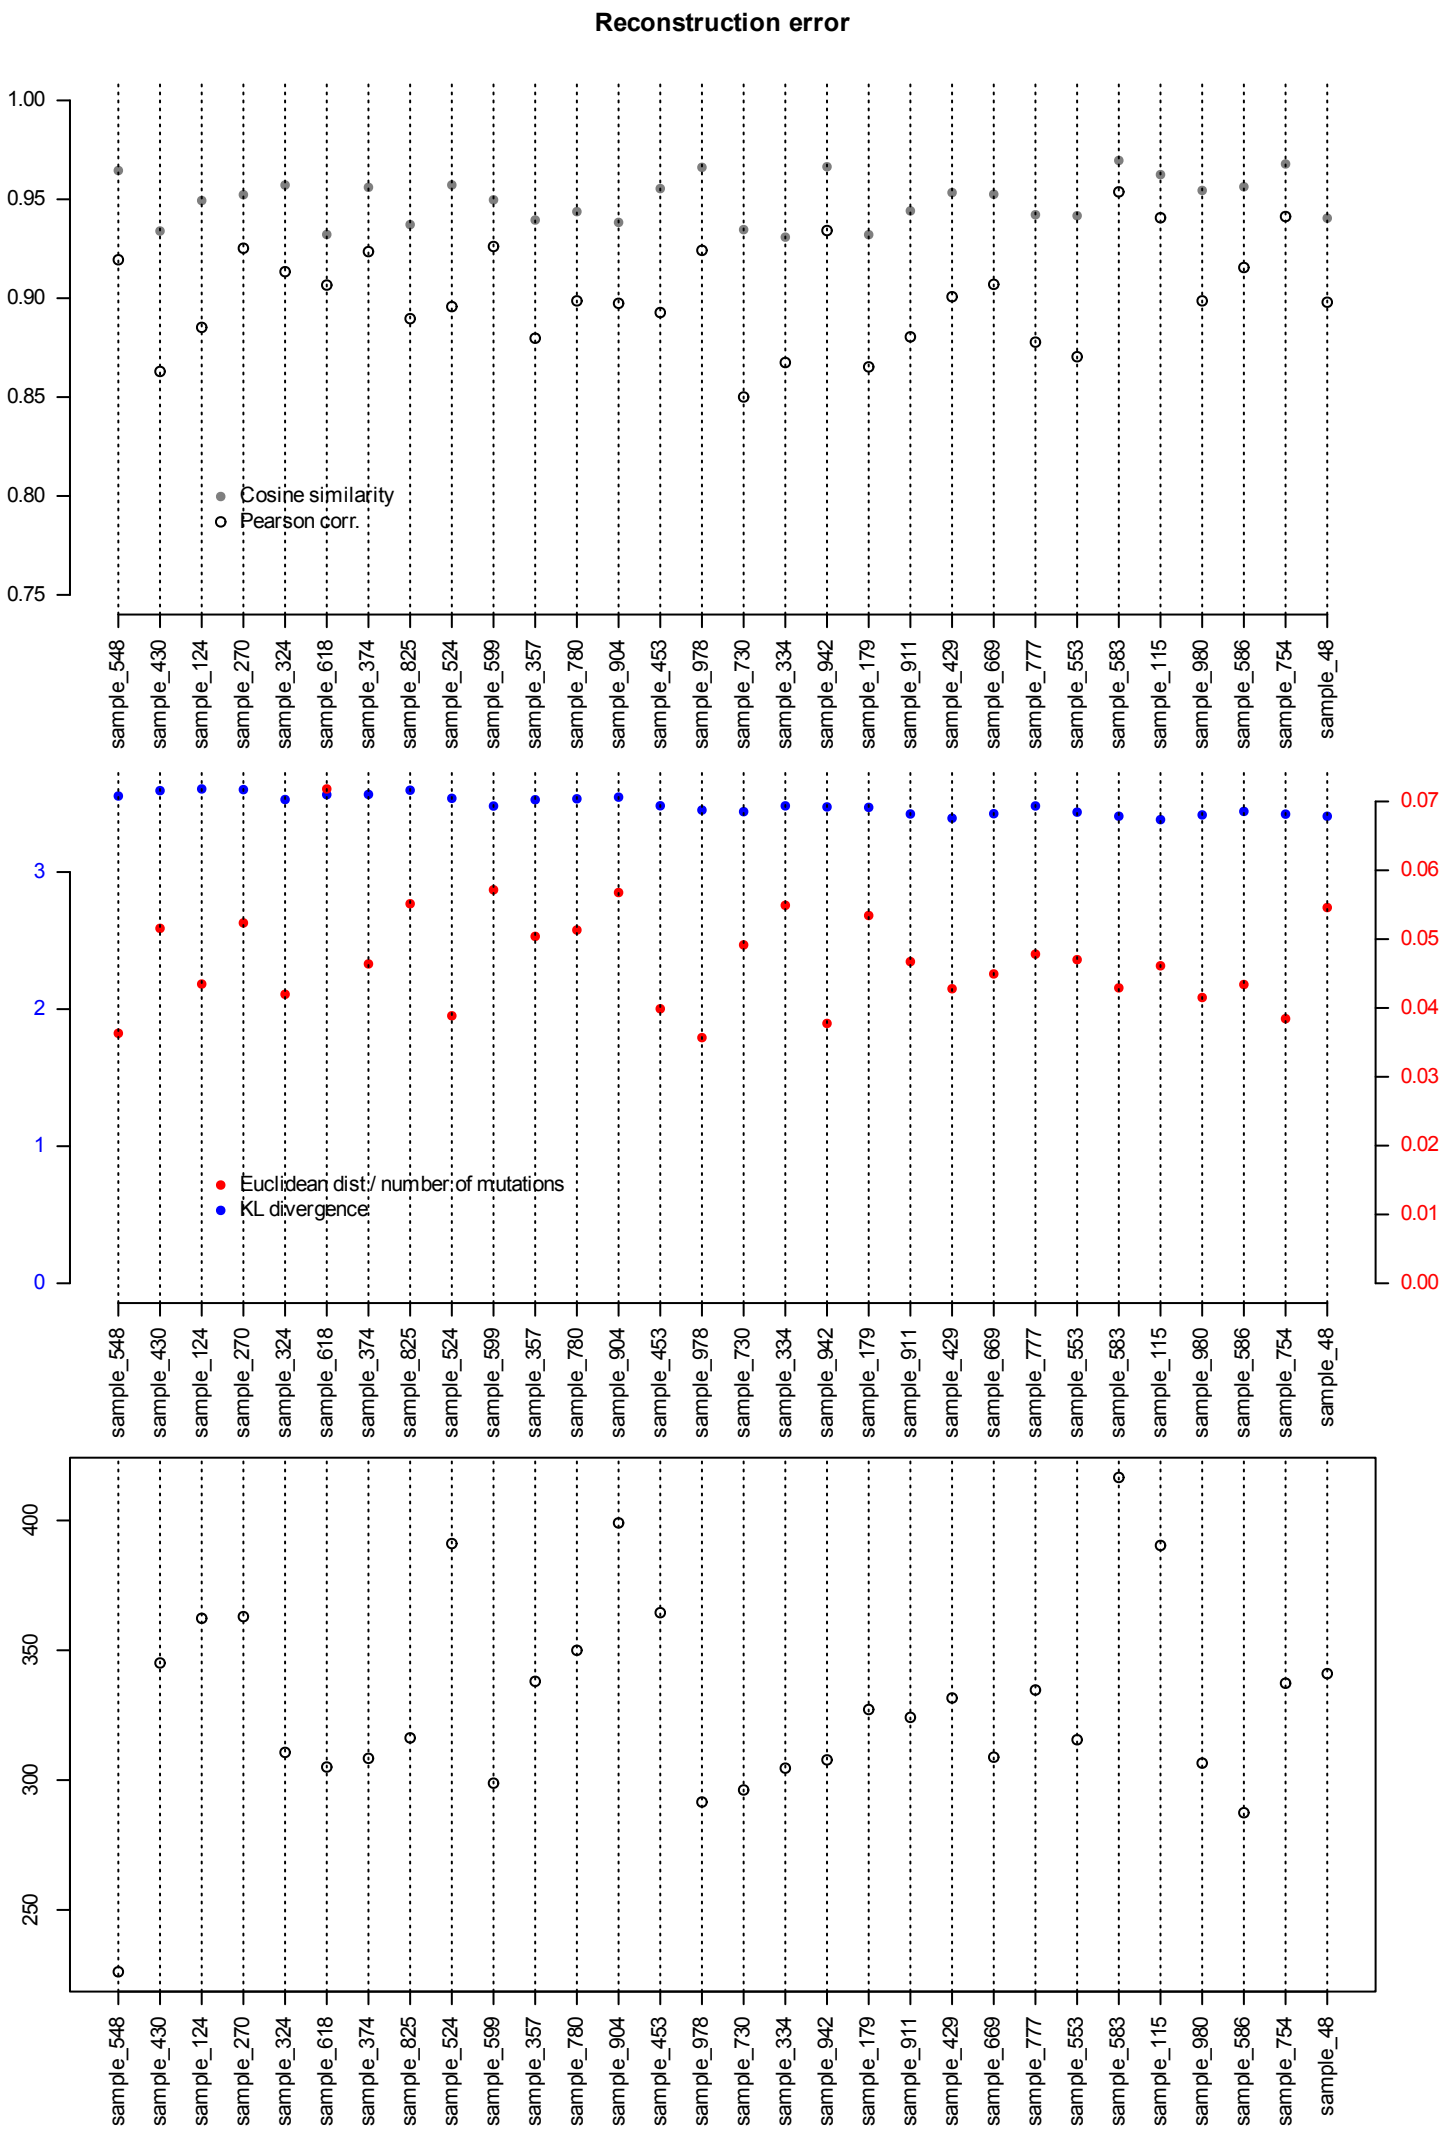 Reconstruction error
1.00
0.95
0.90
0.85
0.80
0.75
Cosine similarity
Pearson corr.
sample_548
sample_430
sample_124
sample_270
sample_324
sample_618
sample_374
sample_825
sample_524
sample_599
sample_357
sample_780
sample_904
sample_453
sample_978
sample_730
sample_334
sample_942
sample_179
sample_911
sample_429
sample_669
sample_777
sample_553
sample_583
sample_115
sample_980
sample_586
sample_754
sample_48
3
2
1
0
0.07
0.06
0.05
0.04
0.03
0.02
0.01
0.00
Euclidean dist./ number of mutations
KL divergence
sample_548
sample_430
sample_124
sample_270
sample_324
sample_618
sample_374
sample_825
sample_524
sample_599
sample_357
sample_780
sample_904
sample_453
sample_978
sample_730
sample_334
sample_942
sample_179
sample_911
sample_429
sample_669
sample_777
sample_553
sample_583
sample_115
sample_980
sample_586
sample_754
sample_48
400
350
300
250
sample_548
sample_430
sample_124
sample_270
sample_324
sample_618
sample_374
sample_825
sample_524
sample_599
sample_357
sample_780
sample_904
sample_453
sample_978
sample_730
sample_334
sample_942
sample_179
sample_911
sample_429
sample_669
sample_777
sample_553
sample_583
sample_115
sample_980
sample_586
sample_754
sample_48